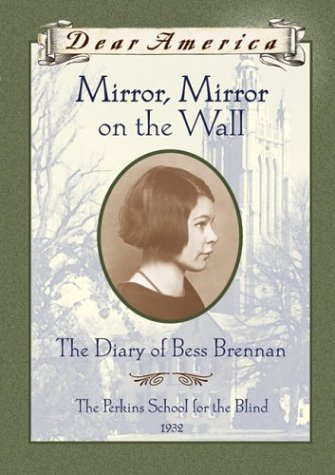 Dear America
Mirror, Mirror
on the Wall
The Diary of Bess Brennan
The Perkins School for the Blind
1932